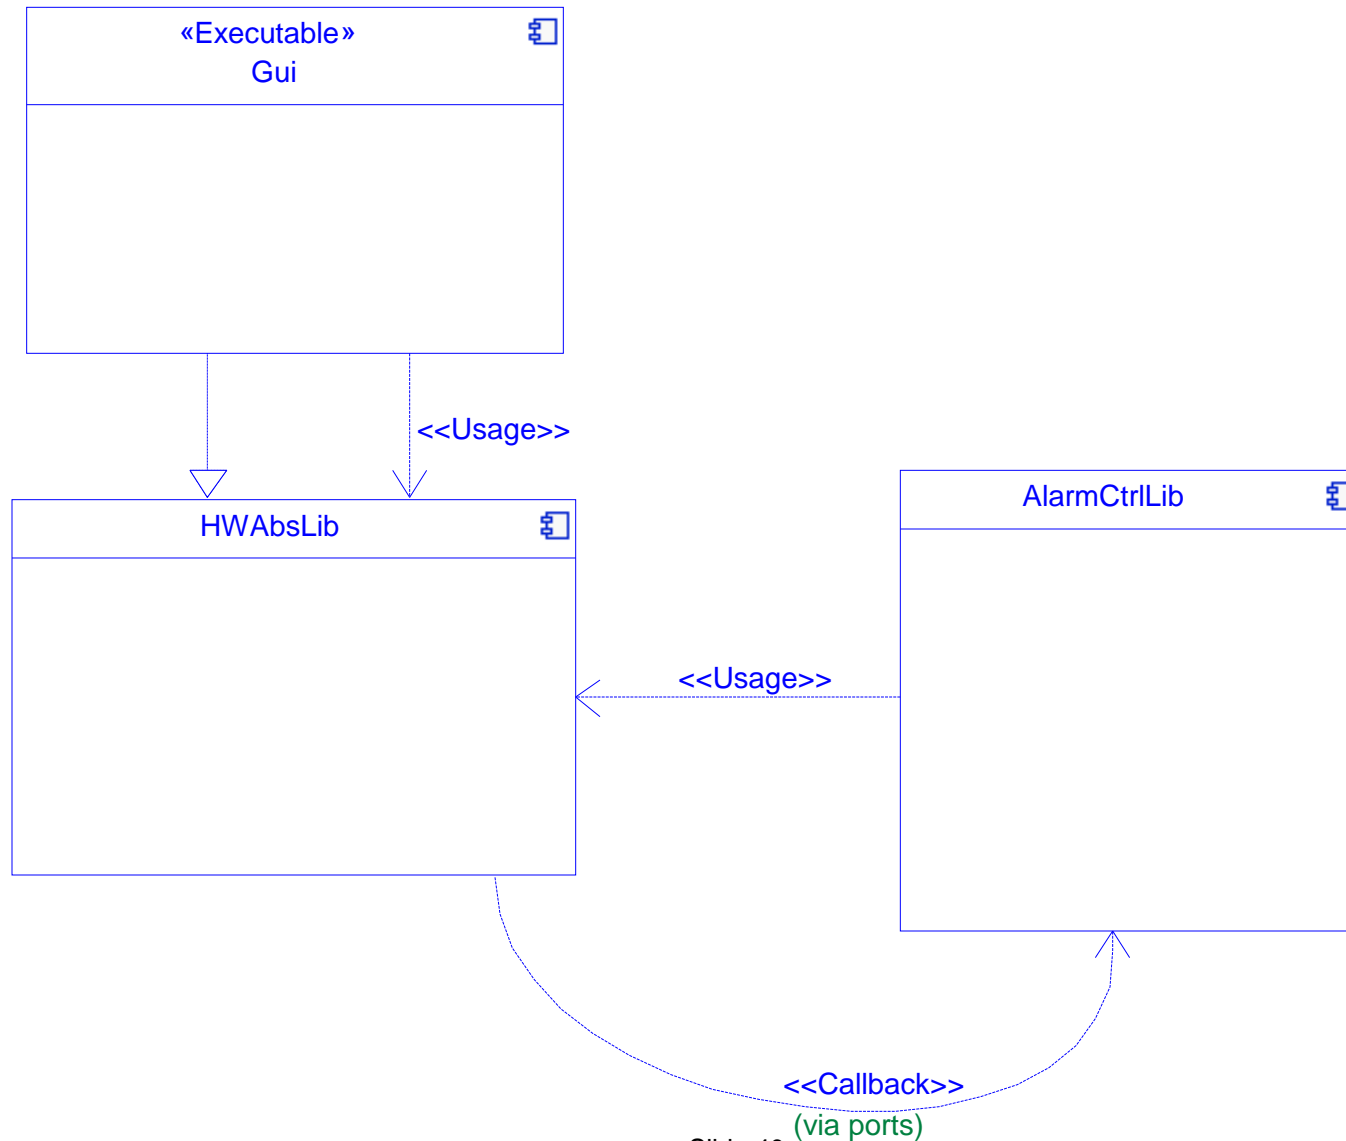 «Executable»
Gui
<<Usage>>
HWAbsLib
AlarmCtrlLib
<<Usage>>
<<Callback>>
(via ports)